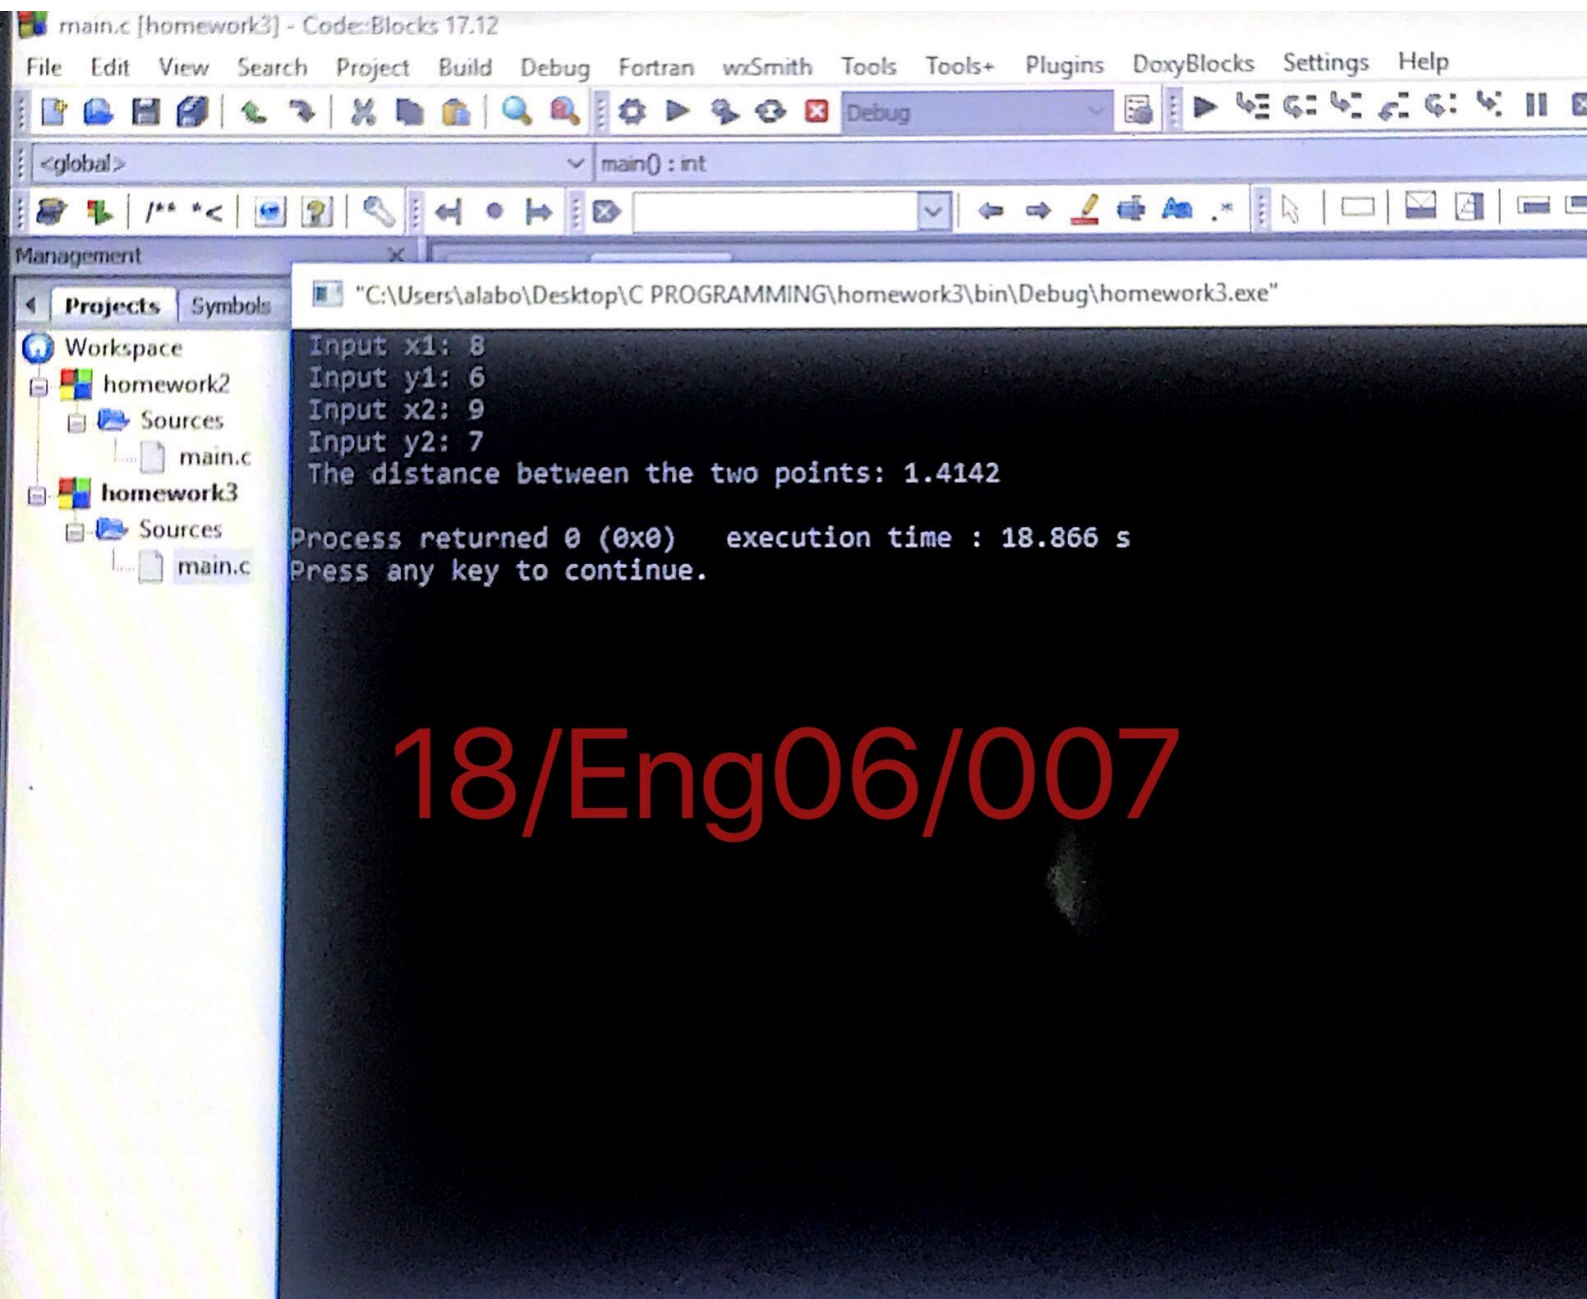 main.c [homework3] - Code::Blocks 17.12
File Edit View Search Project Build Debug Fortran wxSmith Tools Tools+ Plugins DoxyBlocks Settings Help
Debug
<global> main() : int
/** *<
.*
Management
Projects Symbols
"C:\Users\alabo\Desktop\C PROGRAMMING\homework3\bin\Debug\homework3.exe"
Workspace
homework2
Sources
main.c
homework3
Sources
main.c
Input x1: 8
Input y1: 6
Input x2: 9
Input y2: 7
The distance between the two points: 1.4142
Process returned 0 (0x0) execution time : 18.866 s
Press any key to continue.
18/Eng06/007